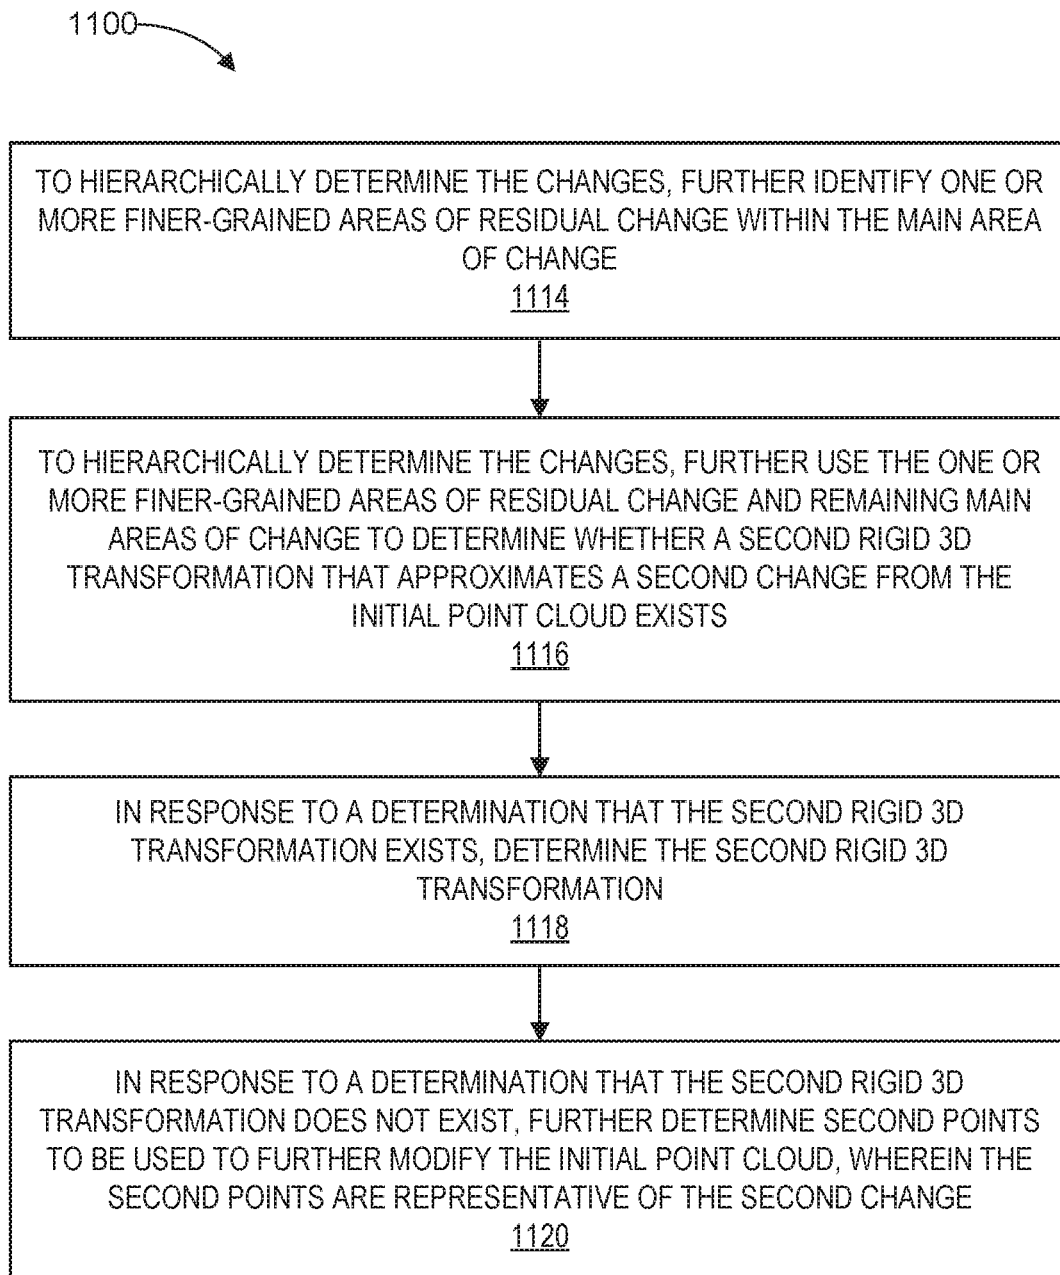 1100
TO HIERARCHICALLY DETERMINE THE CHANGES, FURTHER IDENTIFY ONE OR
MORE FINER-GRAINED AREAS OF RESIDUAL CHANGE WITHIN THE MAIN AREA
OF CHANGE
1114
TO HIERARCHICALLY DETERMINE THE CHANGES, FURTHER USE THE ONE OR
MORE FINER-GRAINED AREAS OF RESIDUAL CHANGE AND REMAINING MAIN
AREAS OF CHANGE TO DETERMINE WHETHER A SECOND RIGID 3D
TRANSFORMATION THAT APPROXIMATES A SECOND CHANGE FROM THE
INITIAL POINT CLOUD EXISTS
1116
IN RESPONSE TO A DETERMINATION THAT THE SECOND RIGID 3D
TRANSFORMATION EXISTS, DETERMINE THE SECOND RIGID 3D
TRANSFORMATION
1118
IN RESPONSE TO A DETERMINATION THAT THE SECOND RIGID 3D
TRANSFORMATION DOES NOT EXIST, FURTHER DETERMINE SECOND POINTS
TO BE USED TO FURTHER MODIFY THE INITIAL POINT CLOUD, WHEREIN THE
SECOND POINTS ARE REPRESENTATIVE OF THE SECOND CHANGE
1120